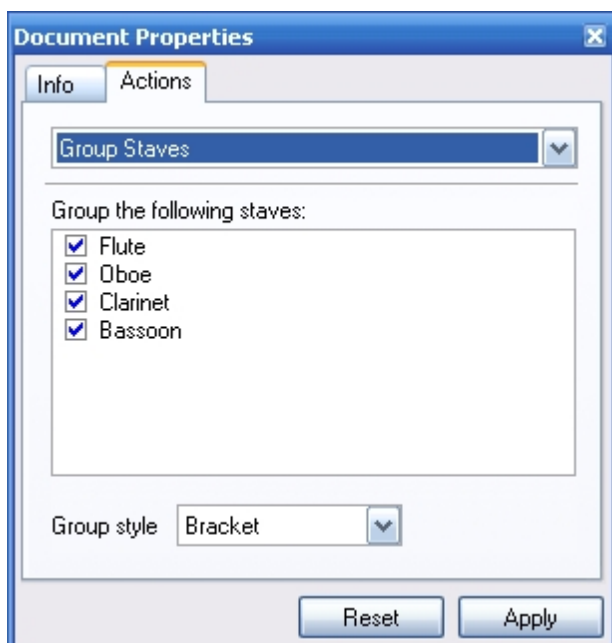 Document Properties
Info Actions
Group Staves
Group the following staves:
Flute
Oboe
Clarinet
Bassoon
Group style Bracket
Reset Apply